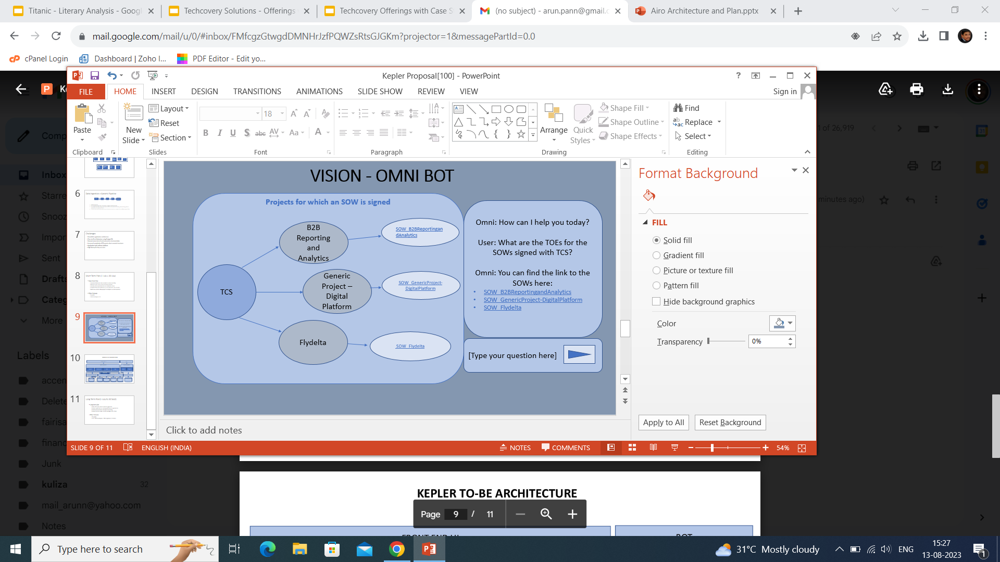 Titanic - Literary Analysis - Goog
Techcovery Solutions - Offerings
Techcovery Offerings with Case S
(no subject) - arun.pann@gmail.c
Airo Architecture and Plan.pptx
mail.google.com/mail/u/0/#inbox/FMfcgzGtwgdDMNHrJzfPQWZsRtsGJGKm?projector=1&messagePartId=0.0
cPanel Login
Dashboard | Zoho I...
PDF Editor - Edit yo...
Kepler Proposal[100] - PowerPoint
FILE HOME INSERT DESIGN TRANSITIONS ANIMATIONS SLIDE SHOW REVIEW VIEW
Sign in
Paste
Clipboard
New Slide
Layout
Reset
Section
Slides
18
B I U S abc AV Aa A
Font
Paragraph
Arrange
Quick Styles
Shape Fill
Shape Outline
Shape Effects
Drawing
Find
Replace
Select
Editing
1 of 26,919
minutes ago)
Comp
Inbox
Starre
Snooz
Impor
Sent
Drafts
Categ
More
Labels
accen
Delete
fairisa
financ
Junk
kuliza 32
mail_arunn@yahoo.com
Notes
6
7
8
9
10
11
VISION - OMNI BOT
Projects for which an SOW is signed
TCS
B2B
Reporting
and
Analytics
SOW_B2BReportingan
dAnalytics
Generic
Project –
Digital
Platform
SOW_GenericProject-
DigitalPlatform
Flydelta
SOW_Flydelta
Omni: How can I help you today?
User: What are the TOEs for the
SOWs signed with TCS?
Omni: You can find the link to the
SOWs here:
• SOW_B2BReportingandAnalytics
• SOW_GenericProject-DigitalPlatform
• SOW_Flydelta
[Type your question here]
Click to add notes
Format Background
FILL
Solid fill
Gradient fill
Picture or texture fill
Pattern fill
Hide background graphics
Color
Transparency 0%
Apply to All
Reset Background
SLIDE 9 OF 11
ENGLISH (INDIA)
NOTES
COMMENTS
54%
KEPLER TO-BE ARCHITECTURE
Page 9 / 11
Type here to search
31°C Mostly cloudy
ENG
15:27
13-08-2023
1